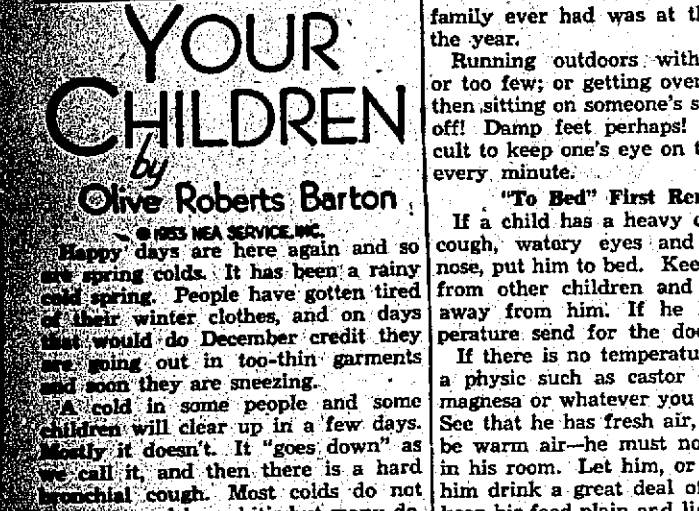 YOUR
CHILDREN
by
Olive Roberts Barton
© 1933 NEA SERVICE, INC.
Happy days are here again and so
are spring colds. It has been a rainy
cold spring. People have gotten tired
of their winter clothes, and on days
that would do December credit they
are going out in too-thin garments
and soon they are sneezing.
A cold in some people and some
children will clear up in a few days.
Mostly it doesn't. It "goes down" as
we call it, and then there is a hard
bronchial cough. Most colds do not
family ever had was at
the year.
Running outdoors with
or too few; or getting over
then sitting on someone's
off! Damp feet perhaps!
cult to keep one's eye on
every minute.
"To Bed" First
If a child has a heavy
cough, watery eyes and
nose, put him to bed.
from other children and
away from him. If he
perature send for the
If there is no
a physic such as castor
magnesa or whatever you
See that he has fresh air,
be warm air—he must
in his room. Let him, or
him drink a great deal